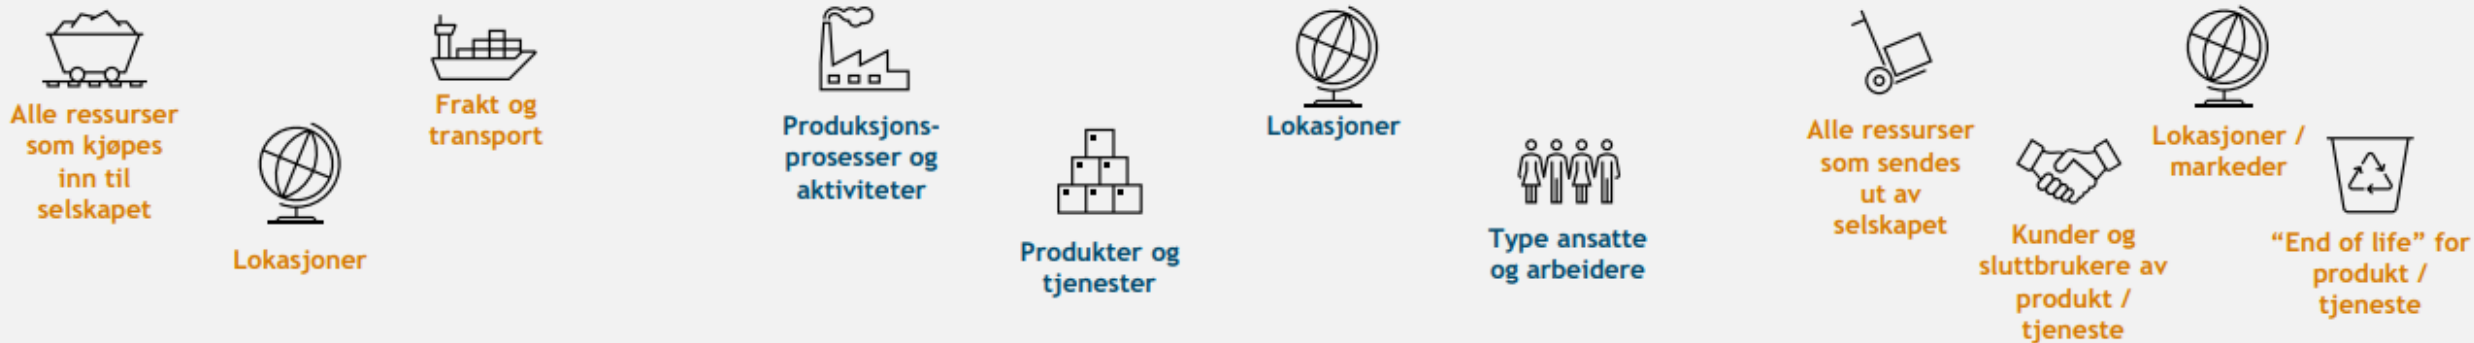 Alle ressurser
som kjøpes
inn til
selskapet
Lokasjoner
Frakt og
transport
Produksjons-
prosesser og
aktiviteter
Produkter og
tjenester
Lokasjoner
Type ansatte
og arbeidere
Alle ressurser
som sendes
ut av
selskapet
Kunder og
sluttbrukere av
produkt /
tjeneste
Lokasjoner /
markeder
“End of life” for
produkt /
tjeneste